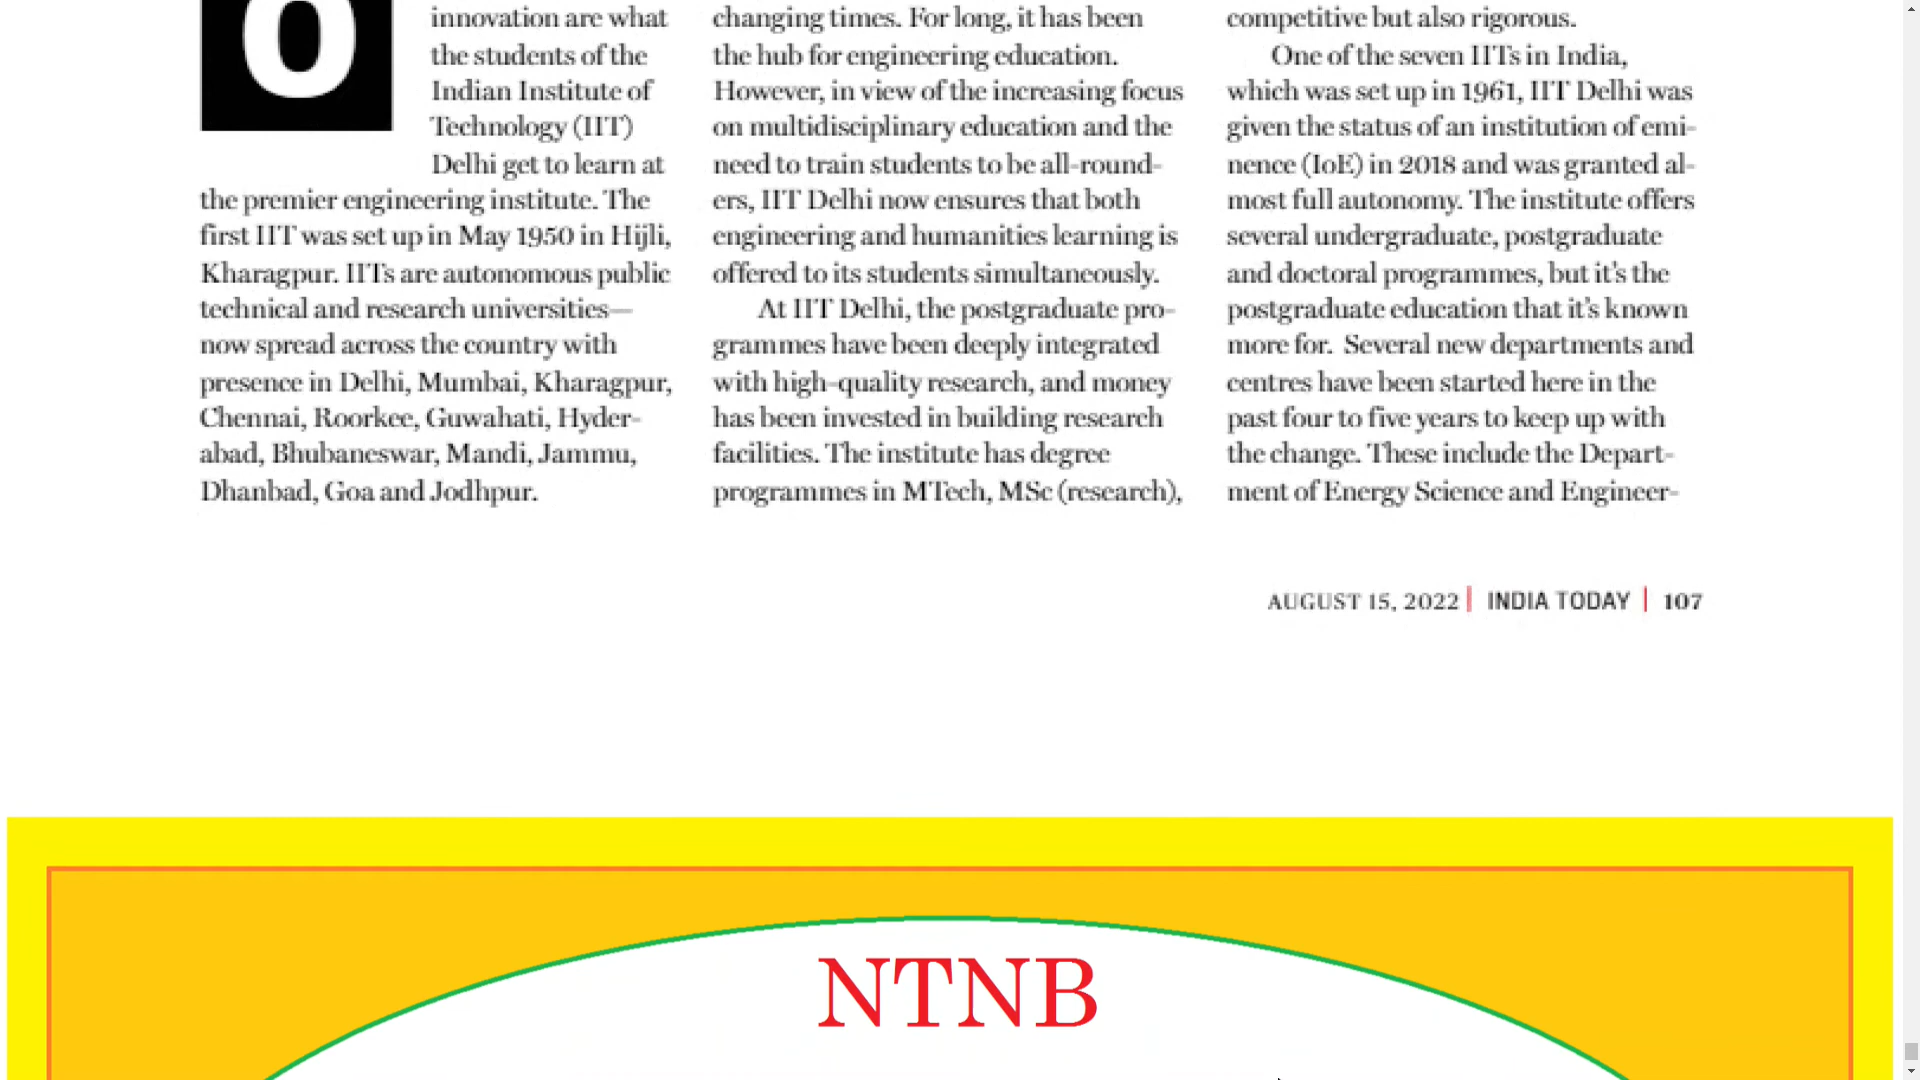 O
innovation are what
the students of the
Indian Institute of
Technology (IIT)
Delhi get to learn at
the premier engineering institute. The
first IIT was set up in May 1950 in Hijli,
Kharagpur. IITs are autonomous public
technical and research universities—
now spread across the country with
presence in Delhi, Mumbai, Kharagpur,
Chennai, Roorkee, Guwahati, Hyder-
abad, Bhubaneswar, Mandi, Jammu,
Dhanbad, Goa and Jodhpur.
changing times. For long, it has been
the hub for engineering education.
However, in view of the increasing focus
on multidisciplinary education and the
need to train students to be all-round-
ers, IIT Delhi now ensures that both
engineering and humanities learning is
offered to its students simultaneously.
At IIT Delhi, the postgraduate pro-
grammes have been deeply integrated
with high-quality research, and money
has been invested in building research
facilities. The institute has degree
programmes in MTech, MSc (research),
competitive but also rigorous.
One of the seven IITs in India,
which was set up in 1961, IIT Delhi was
given the status of an institution of emi-
nence (IoE) in 2018 and was granted al-
most full autonomy. The institute offers
several undergraduate, postgraduate
and doctoral programmes, but it's the
postgraduate education that it's known
more for. Several new departments and
centres have been started here in the
past four to five years to keep up with
the change. These include the Depart-
ment of Energy Science and Engineer-
AUGUST 15, 2022 | INDIA TODAY | 107
NTNB